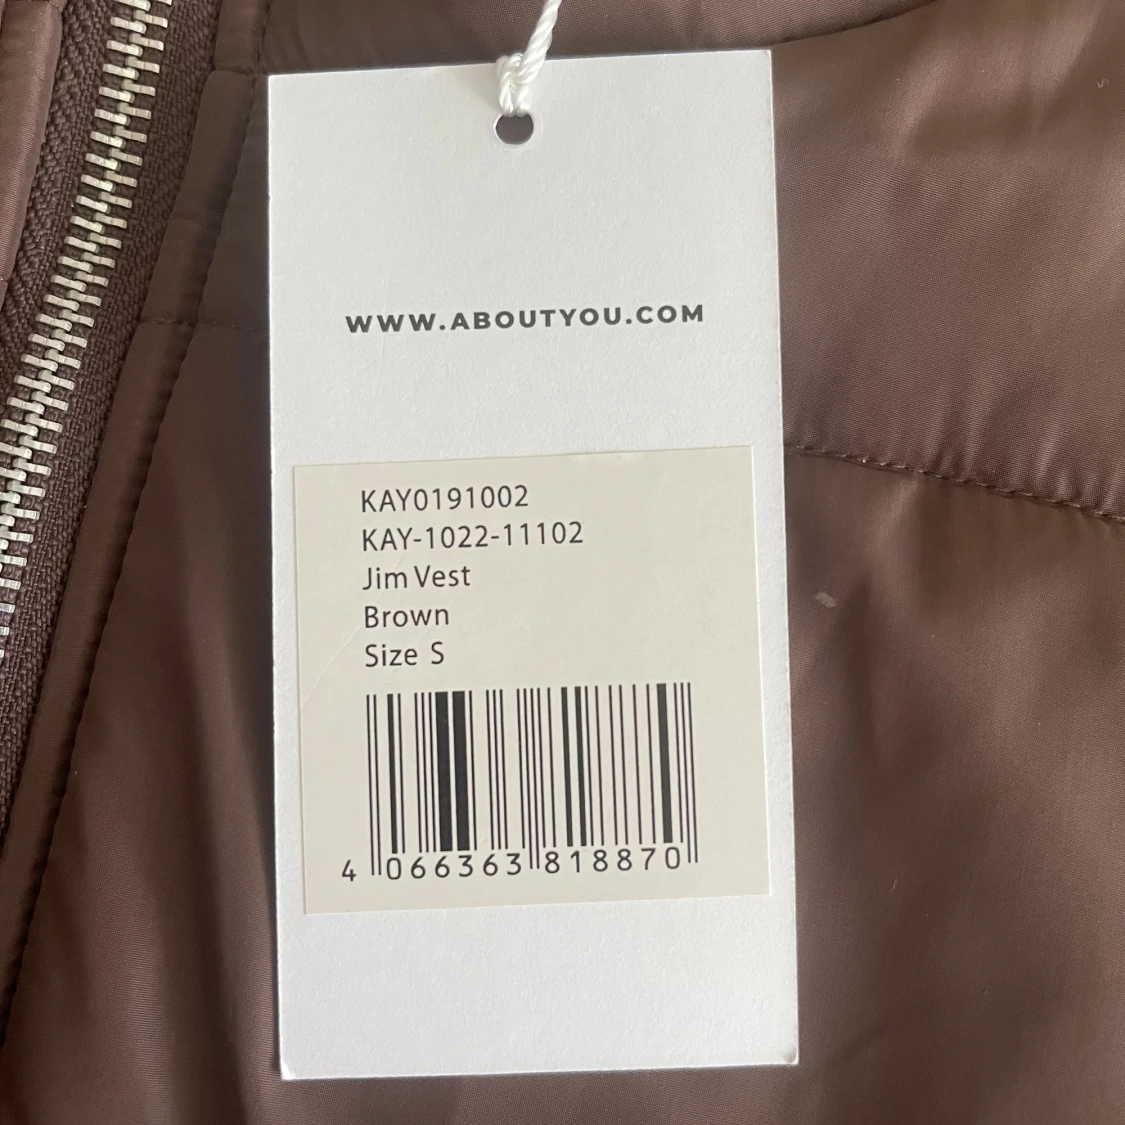 WWW.ABOUTYOU.COM
KAY0191002
KAY-1022-11102
Jim Vest
Brown
Size S
4 066363 818870